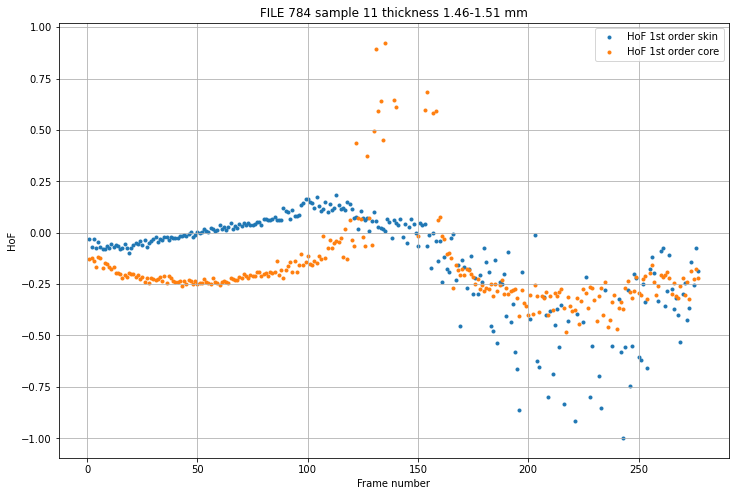 FILE 784 sample 11 thickness 1.46-1.51 mm
HoF 1st order skin
HoF 1st order core
1.00
0.75
0.50
0.25
0.00
−0.25
−0.50
−0.75
−1.00
HoF
0 50 100 150 200 250
Frame number